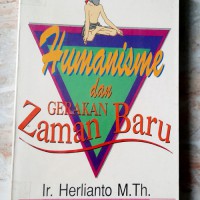 Humanisme
dan
GERAKAN
Zaman Baru
Ir. Herlianto M.Th.